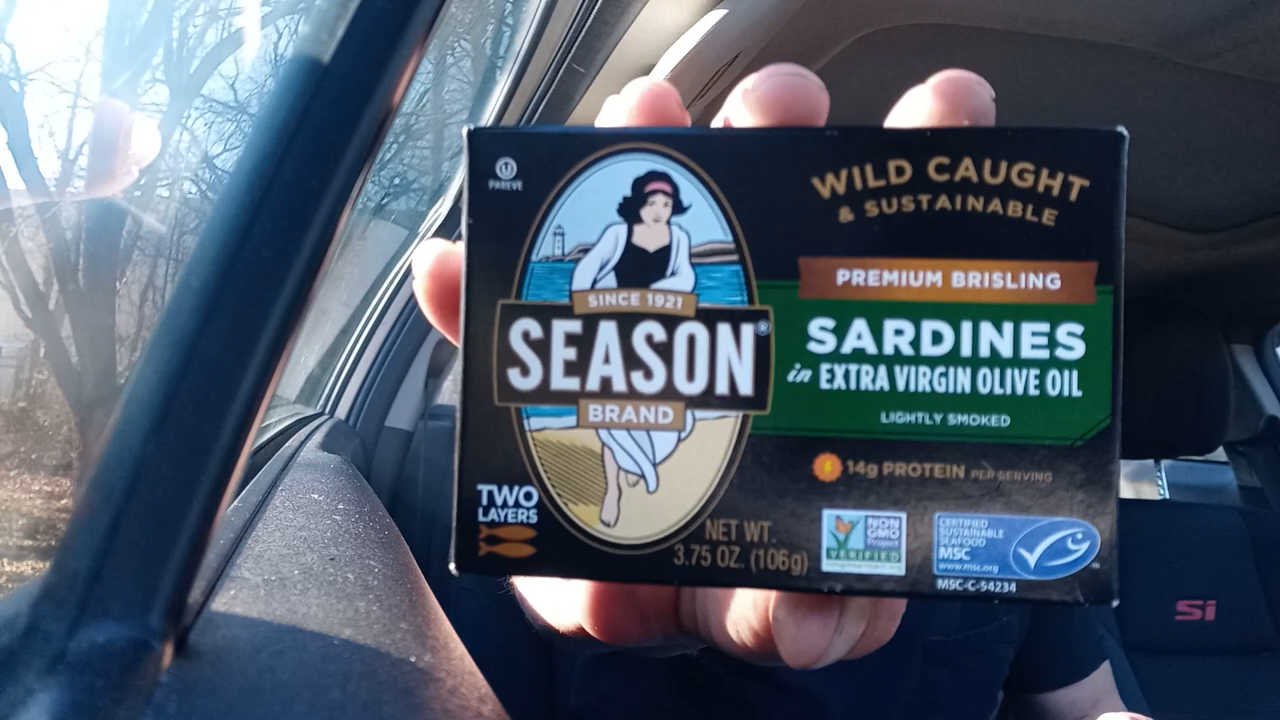 U
PAREVE
WILD CAUGHT
& SUSTAINABLE
PREMIUM BRISLING
SINCE 1921
SEASON®
BRAND
SARDINES
in EXTRA VIRGIN OLIVE OIL
LIGHTLY SMOKED
14g PROTEIN PER SERVING
TWO
LAYERS
NET WT.
3.75 OZ. (106g)
NON
GMO
Project
VERIFIED
CERTIFIED
SUSTAINABLE
SEAFOOD
MSC
www.msc.org
™
MSC-C-54234
Si